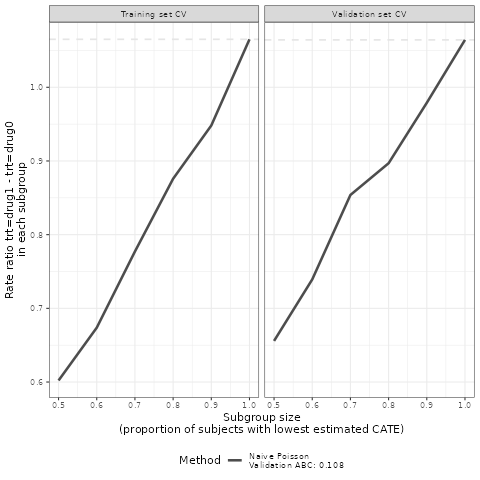 Training set CV
Validation set CV
Rate ratio trt=drug1 - trt=drug0
in each subgroup
1.0
0.9
0.8
0.7
0.6
0.5 0.6 0.7 0.8 0.9 1.0
0.5 0.6 0.7 0.8 0.9 1.0
Subgroup size
(proportion of subjects with lowest estimated CATE)
Method
Naive Poisson
Validation ABC: 0.108